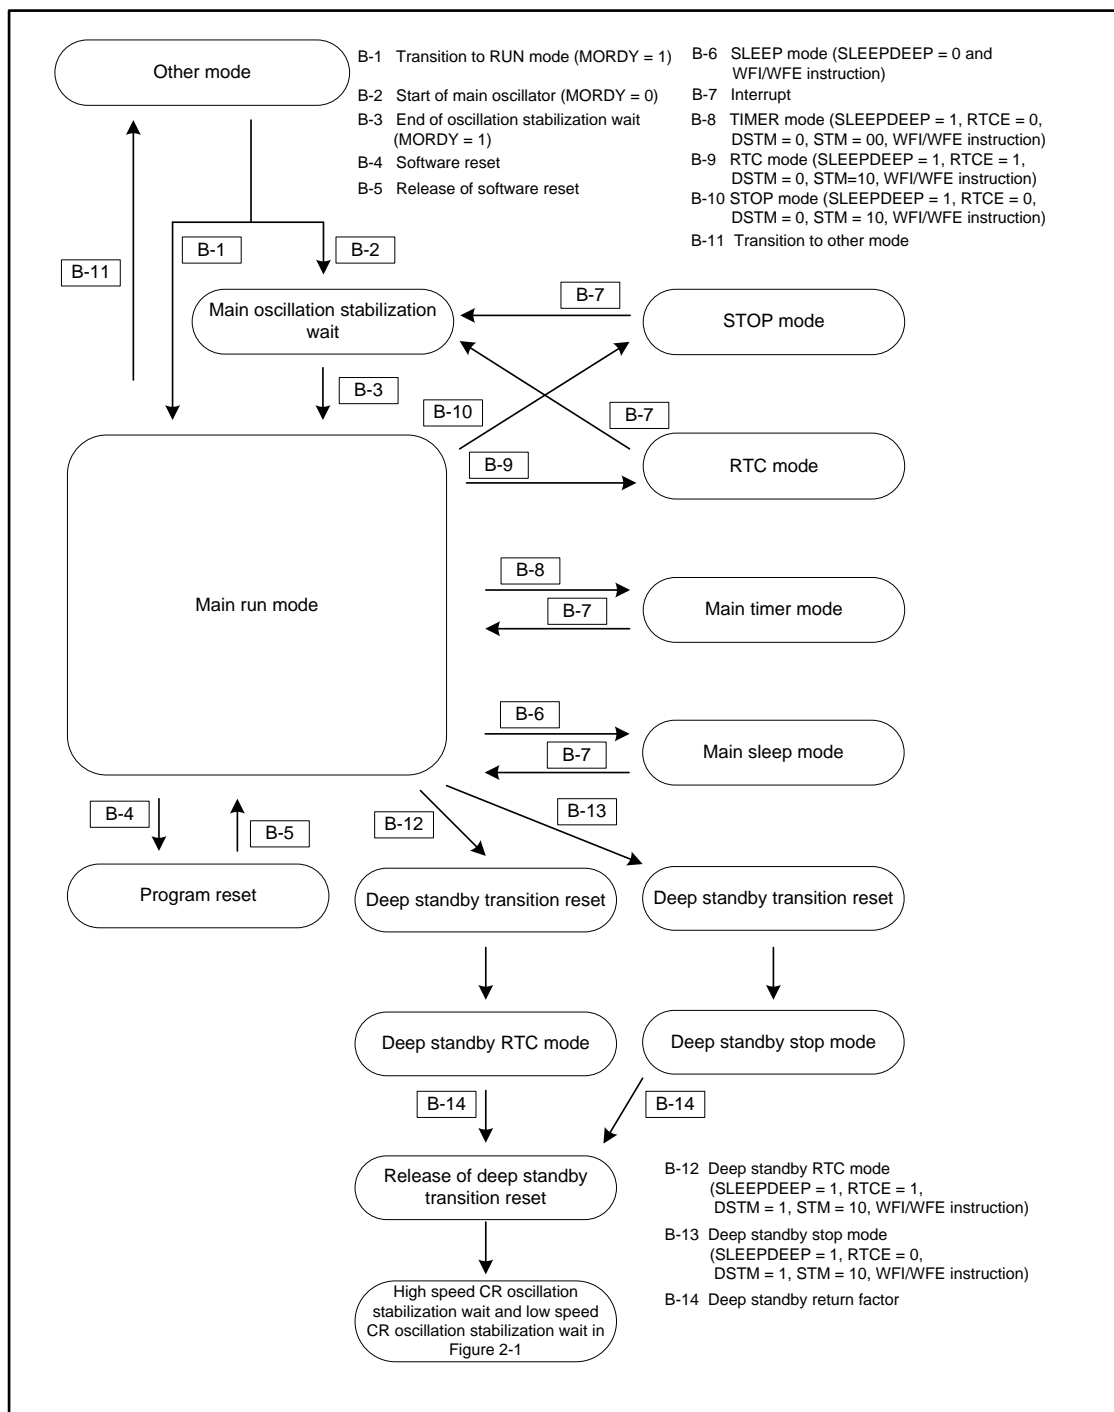 Other mode
B-1 Transition to RUN mode (MORDY = 1)
B-2 Start of main oscillator (MORDY = 0)
B-3 End of oscillation stabilization wait
(MORDY = 1)
B-4 Software reset
B-5 Release of software reset
B-6 SLEEP mode (SLEEPDEEP = 0 and
WFI/WFE instruction)
B-7 Interrupt
B-8 TIMER mode (SLEEPDEEP = 1, RTCE = 0,
DSTM = 0, STM = 00, WFI/WFE instruction)
B-9 RTC mode (SLEEPDEEP = 1, RTCE = 1,
DSTM = 0, STM=10, WFI/WFE instruction)
B-10 STOP mode (SLEEPDEEP = 1, RTCE = 0,
DSTM = 0, STM = 10, WFI/WFE instruction)
B-11 Transition to other mode
B-1
B-2
B-11
Main oscillation stabilization
wait
B-7
STOP mode
B-3
B-10
B-7
B-9
RTC mode
B-8
Main run mode
B-7
Main timer mode
B-6
B-7
Main sleep mode
B-4
B-5
B-12
B-13
Program reset
Deep standby transition reset
Deep standby transition reset
Deep standby RTC mode
Deep standby stop mode
B-14
B-14
Release of deep standby
transition reset
B-12 Deep standby RTC mode
(SLEEPDEEP = 1, RTCE = 1,
DSTM = 1, STM = 10, WFI/WFE instruction)
B-13 Deep standby stop mode
(SLEEPDEEP = 1, RTCE = 0,
DSTM = 1, STM = 10, WFI/WFE instruction)
B-14 Deep standby return factor
High speed CR oscillation
stabilization wait and low speed
CR oscillation stabilization wait in
Figure 2-1